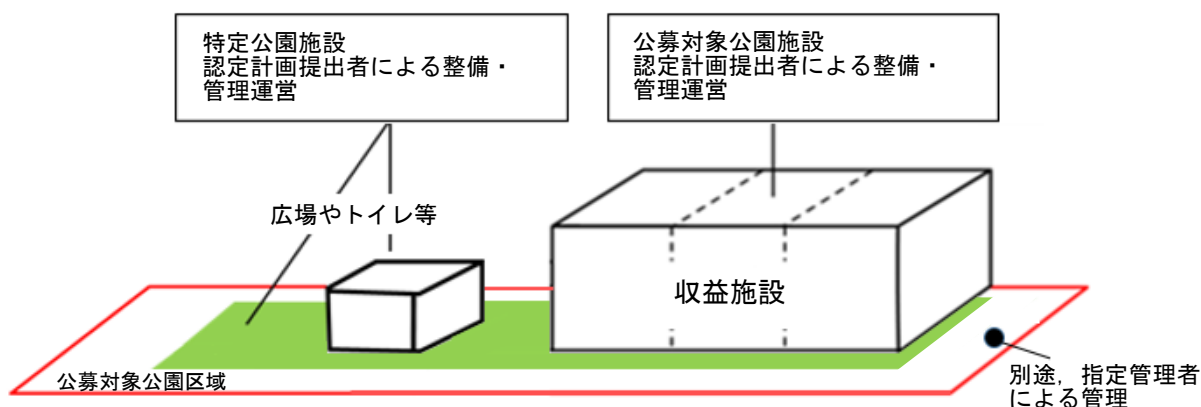 特定公園施設
認定計画提出者による整備・
管理運営
公募対象公園施設
認定計画提出者による整備・
管理運営
広場やトイレ等
収益施設
公募対象公園区域
別途，指定管理者
による管理